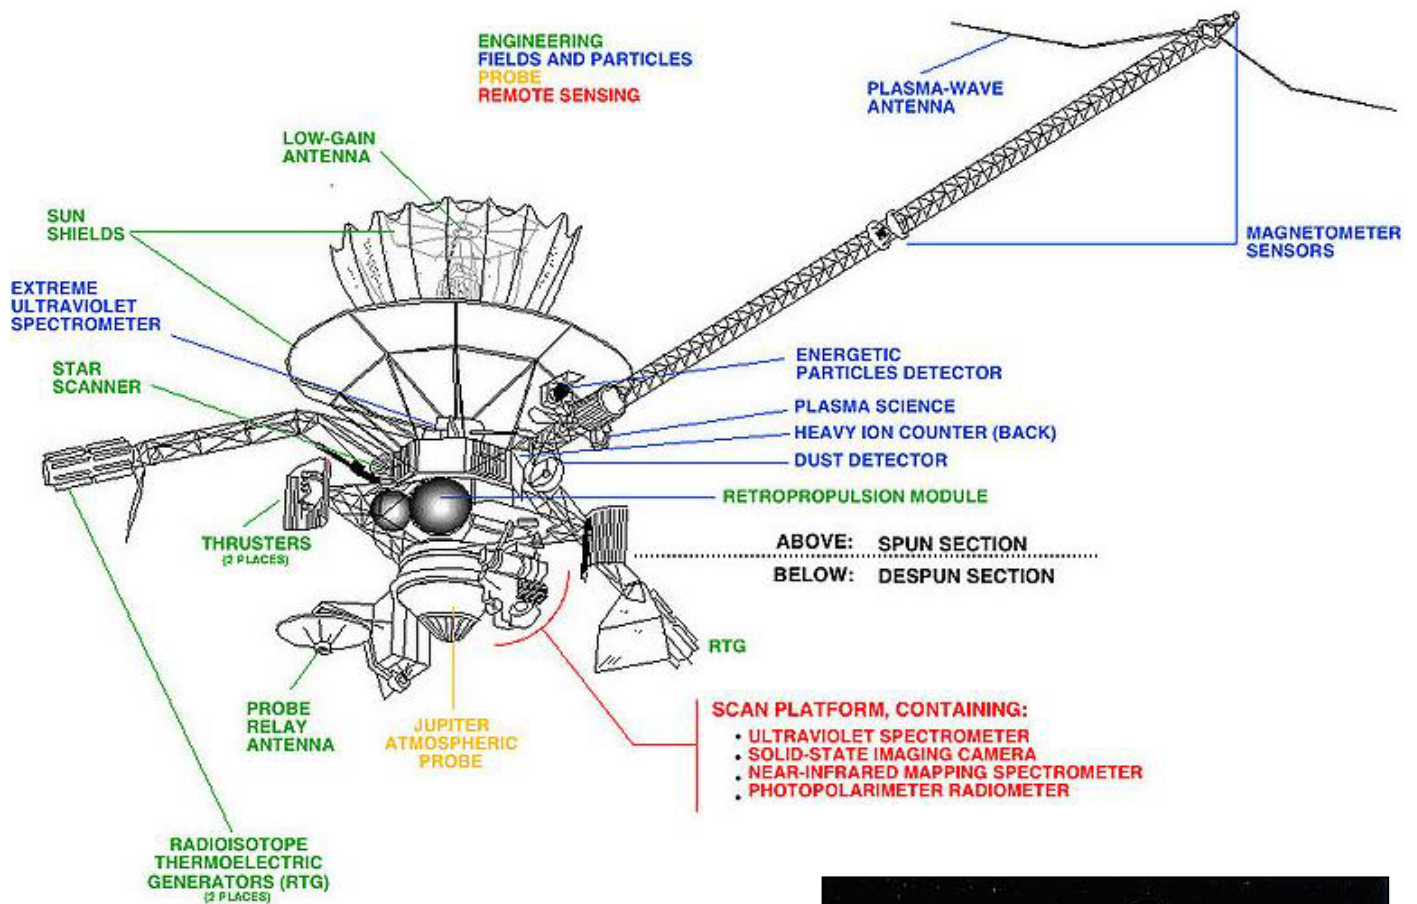 ENGINEERING
FIELDS AND PARTICLES
PROBE
REMOTE SENSING
PLASMA-WAVE
ANTENNA
LOW-GAIN
ANTENNA
SUN
SHIELDS
MAGNETOMETER
SENSORS
EXTREME
ULTRAVIOLET
SPECTROMETER
STAR
SCANNER
ENERGETIC
PARTICLES DETECTOR
PLASMA SCIENCE
HEAVY ION COUNTER (BACK)
DUST DETECTOR
RETROPROPULSION MODULE
THRUSTERS
(2 PLACES)
ABOVE: SPUN SECTION
BELOW: DESPUN SECTION
RTG
PROBE
RELAY
ANTENNA
JUPITER
ATMOSPHERIC
PROBE
SCAN PLATFORM, CONTAINING:
• ULTRAVIOLET SPECTROMETER
• SOLID-STATE IMAGING CAMERA
• NEAR-INFRARED MAPPING SPECTROMETER
• PHOTOPOLARIMETER RADIOMETER
RADIOISOTOPE
THERMOELECTRIC
GENERATORS (RTG)
(2 PLACES)